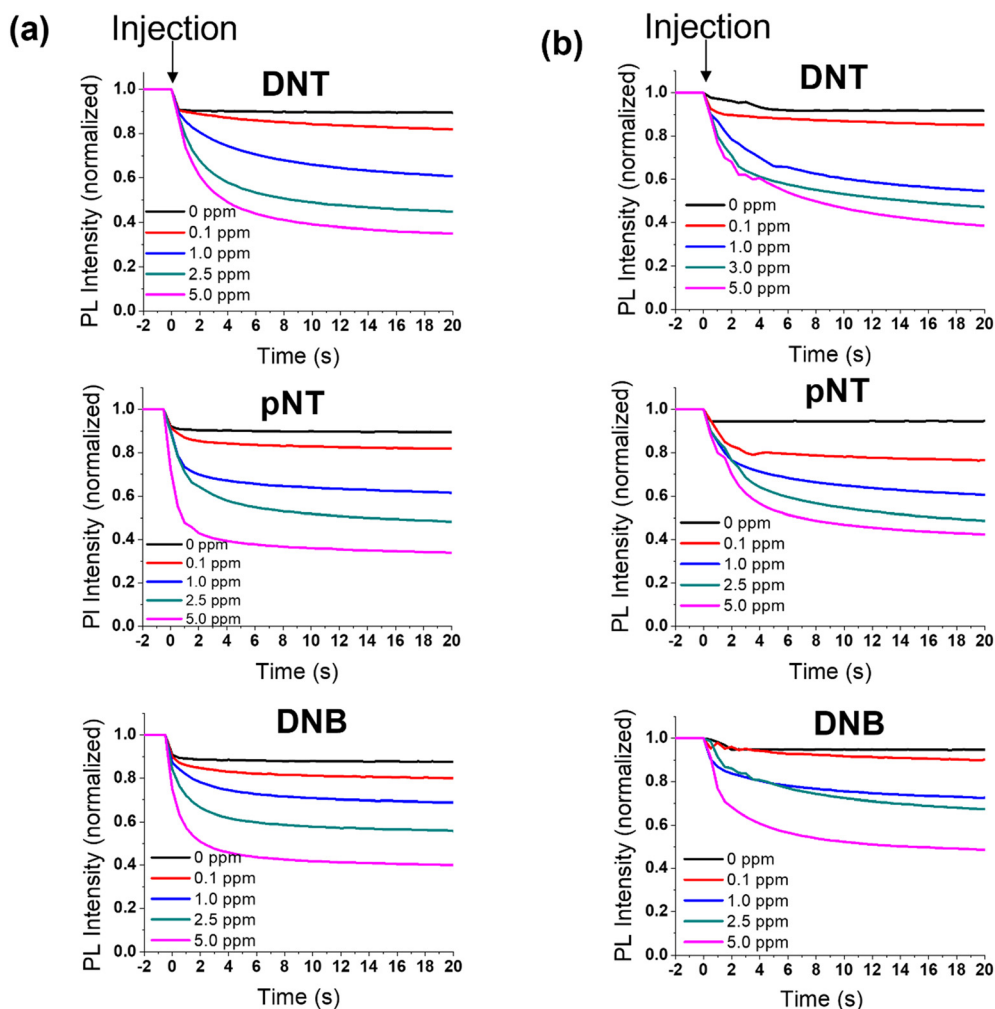 (a)
Injection
DNT
PL Intensity (normalized)
1.0
0.8
0.6
0.4
0.2
0.0
0 ppm
0.1 ppm
1.0 ppm
2.5 ppm
5.0 ppm
-2 0 2 4 6 8 10 12 14 16 18 20
Time (s)
pNT
Pl Intensity (normalized)
1.0
0.8
0.6
0.4
0.2
0.0
0 ppm
0.1 ppm
1.0 ppm
2.5 ppm
5.0 ppm
-2 0 2 4 6 8 10 12 14 16 18 20
Time (s)
DNB
PL Intensity (normalized)
1.0
0.8
0.6
0.4
0.2
0.0
0 ppm
0.1 ppm
1.0 ppm
2.5 ppm
5.0 ppm
-2 0 2 4 6 8 10 12 14 16 18 20
Time (s)
(b)
Injection
DNT
PL Intensity (normalized)
1.0
0.8
0.6
0.4
0.2
0.0
0 ppm
0.1 ppm
1.0 ppm
3.0 ppm
5.0 ppm
-2 0 2 4 6 8 10 12 14 16 18 20
Time (s)
pNT
PL Intensity (normalized)
1.0
0.8
0.6
0.4
0.2
0.0
0 ppm
0.1 ppm
1.0 ppm
2.5 ppm
5.0 ppm
-2 0 2 4 6 8 10 12 14 16 18 20
Time (s)
DNB
PL Intensity (normalized)
1.0
0.8
0.6
0.4
0.2
0.0
0 ppm
0.1 ppm
1.0 ppm
2.5 ppm
5.0 ppm
-2 0 2 4 6 8 10 12 14 16 18 20
Time (s)